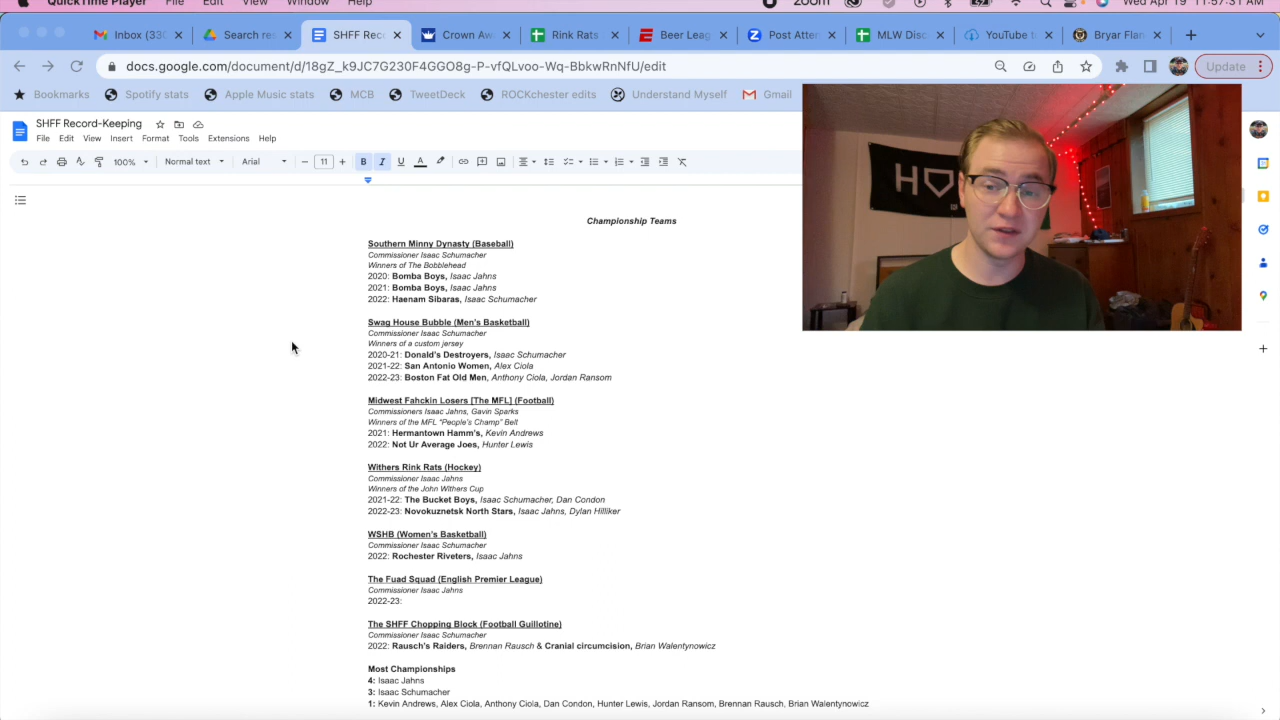 QuickTime Player File Edit View Window Help ZOOM Wed Apr 19 11:57:31 AM
Inbox (330 Search res SHFF Rec Crown Aw Rink Rats Beer Leag Post Atten MLW Disc YouTube t Bryar Flan
docs.google.com/document/d/18gZ_k9JC7G230F4GGO8g-P-vfQLvoo-Wq-BbkwRnNfU/edit Update
Bookmarks Spotify stats Apple Music stats MCB TweetDeck ROCKchester edits Understand Myself Gmail
SHFF Record-Keeping
File Edit View Insert Format Tools Extensions Help
100% Normal text Arial 11 B I U A
Championship Teams
Southern Minny Dynasty (Baseball)
Commissioner Isaac Schumacher
Winners of The Bobblehead
2020: Bomba Boys, Isaac Jahns
2021: Bomba Boys, Isaac Jahns
2022: Haenam Sibaras, Isaac Schumacher
Swag House Bubble (Men's Basketball)
Commissioner Isaac Schumacher
Winners of a custom jersey
2020-21: Donald's Destroyers, Isaac Schumacher
2021-22: San Antonio Women, Alex Ciola
2022-23: Boston Fat Old Men, Anthony Ciola, Jordan Ransom
Midwest Fahckin Losers [The MFL] (Football)
Commissioners Isaac Jahns, Gavin Sparks
Winners of the MFL "People's Champ" Belt
2021: Hermantown Hamm's, Kevin Andrews
2022: Not Ur Average Joes, Hunter Lewis
Withers Rink Rats (Hockey)
Commissioner Isaac Jahns
Winners of the John Withers Cup
2021-22: The Bucket Boys, Isaac Schumacher, Dan Condon
2022-23: Novokuznetsk North Stars, Isaac Jahns, Dylan Hilliker
WSHB (Women's Basketball)
Commissioner Isaac Schumacher
2022: Rochester Riveters, Isaac Jahns
The Fuad Squad (English Premier League)
Commissioner Isaac Jahns
2022-23:
The SHFF Chopping Block (Football Guillotine)
Commissioner Isaac Schumacher
2022: Rausch's Raiders, Brennan Rausch & Cranial circumcision, Brian Walentynowicz
Most Championships
4: Isaac Jahns
3: Isaac Schumacher
1: Kevin Andrews, Alex Ciola, Anthony Ciola, Dan Condon, Hunter Lewis, Jordan Ransom, Brennan Rausch, Brian Walentynowicz